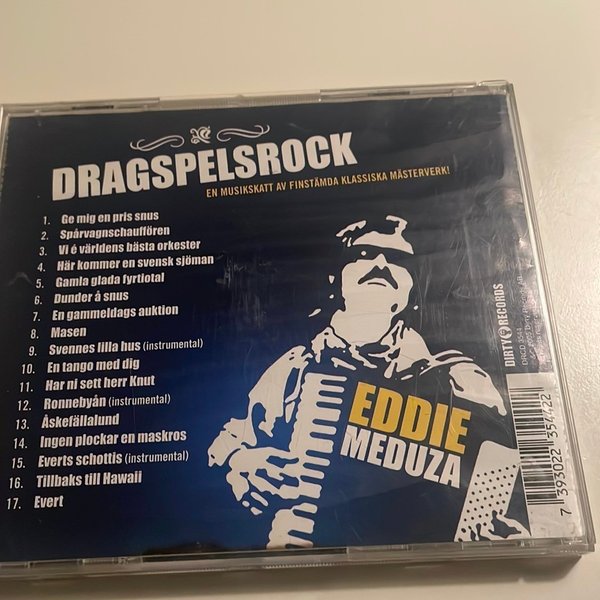 DRAGSPELSROCK
EN MUSIKSKATT AV FINSTÄMDA KLASSISKA MÄSTERVERK!
1. Ge mig en pris snus
2. Spårvagnschauffören
3. Vi é världens bästa orkester
4. Här kommer en svensk sjöman
5. Gamla glada fyrtiotal
6. Dunder å snus
7. En gammeldags auktion
8. Masen
9. Svennes lilla hus (instrumental)
10. En tango med dig
11. Har ni sett herr Knut
12. Ronnebyån (instrumental)
13. Åskefällalund
14. Ingen plockar en maskros
15. Everts schottis (instrumental)
16. Tillbaks till Hawaii
17. Evert
EDDIE
MEDUZA
DIRTY RECORDS
DRCD 3544
7 393022 354422